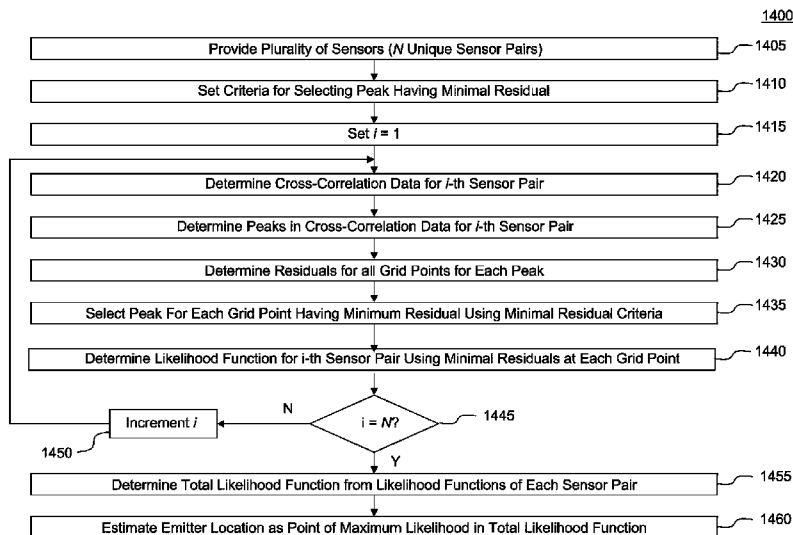 1400
Provide Plurality of Sensors (N Unique Sensor Pairs)
1405
Set Criteria for Selecting Peak Having Minimal Residual
1410
Set i = 1
1415
Determine Cross-Correlation Data for i-th Sensor Pair
1420
Determine Peaks in Cross-Correlation Data for i-th Sensor Pair
1425
Determine Residuals for all Grid Points for Each Peak
1430
Select Peak For Each Grid Point Having Minimum Residual Using Minimal Residual Criteria
1435
Determine Likelihood Function for i-th Sensor Pair Using Minimal Residuals at Each Grid Point
1440
Increment i
1450
N
i = N?
1445
Y
Determine Total Likelihood Function from Likelihood Functions of Each Sensor Pair
1455
Estimate Emitter Location as Point of Maximum Likelihood in Total Likelihood Function
1460